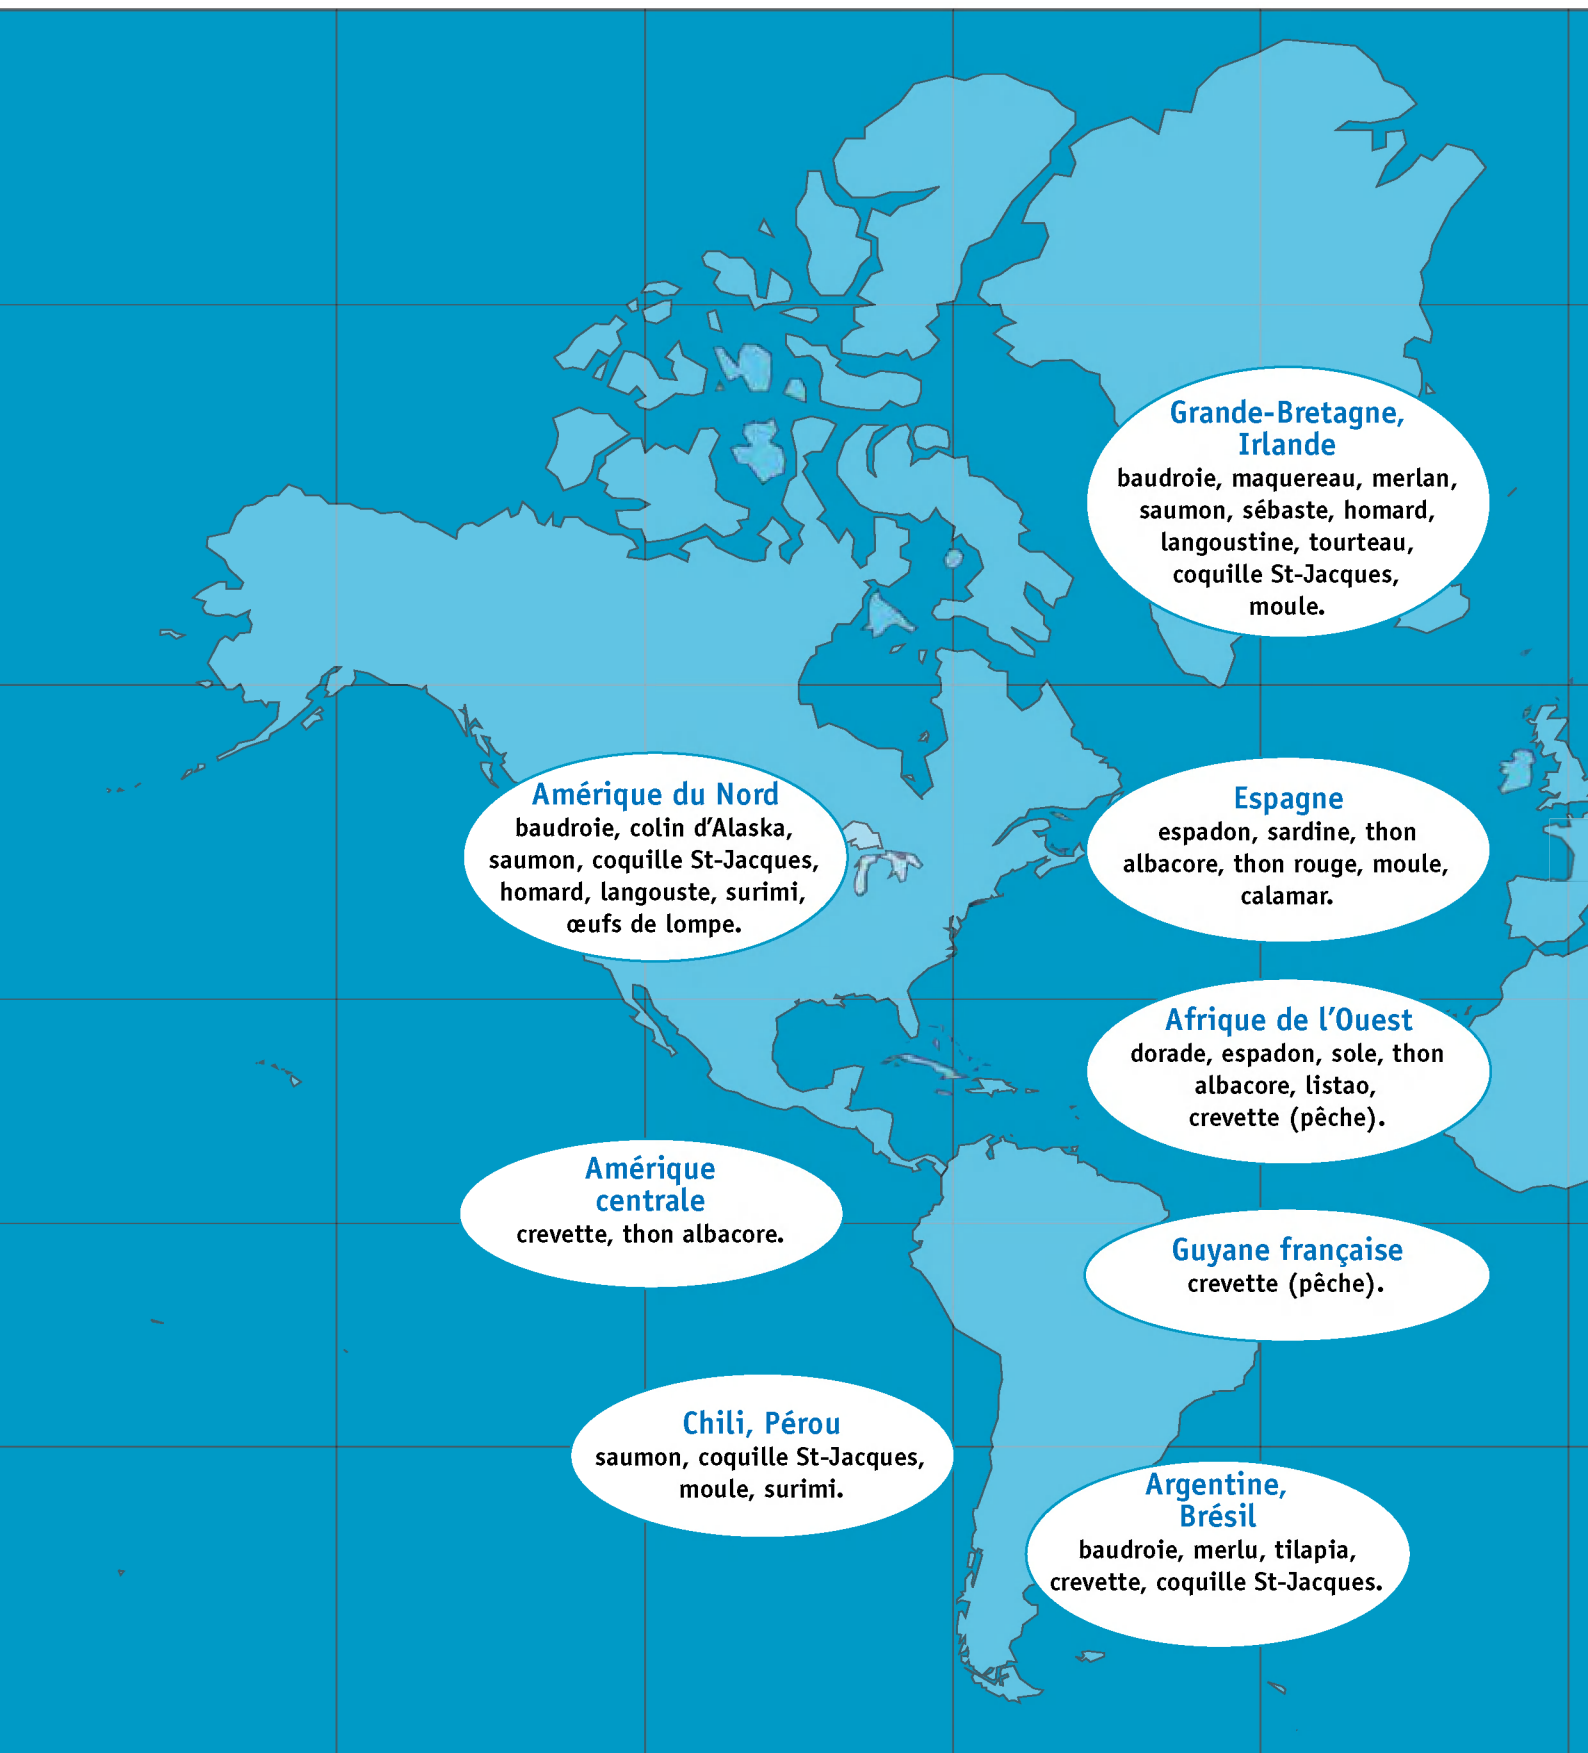 Grande-Bretagne,
Irlande
baudroie, maquereau, merlan,
saumon, sébaste, homard,
langoustine, tourteau,
coquille St-Jacques,
moule.
Amérique du Nord
baudroie, colin d'Alaska,
saumon, coquille St-Jacques,
homard, langouste, surimi,
œufs de lompe.
Espagne
espadon, sardine, thon
albacore, thon rouge, moule,
calamar.
Afrique de l'Ouest
dorade, espadon, sole, thon
albacore, listao,
crevette (pêche).
Amérique
centrale
crevette, thon albacore.
Guyane française
crevette (pêche).
Chili, Pérou
saumon, coquille St-Jacques,
moule, surimi.
Argentine,
Brésil
baudroie, merlu, tilapia,
crevette, coquille St-Jacques.